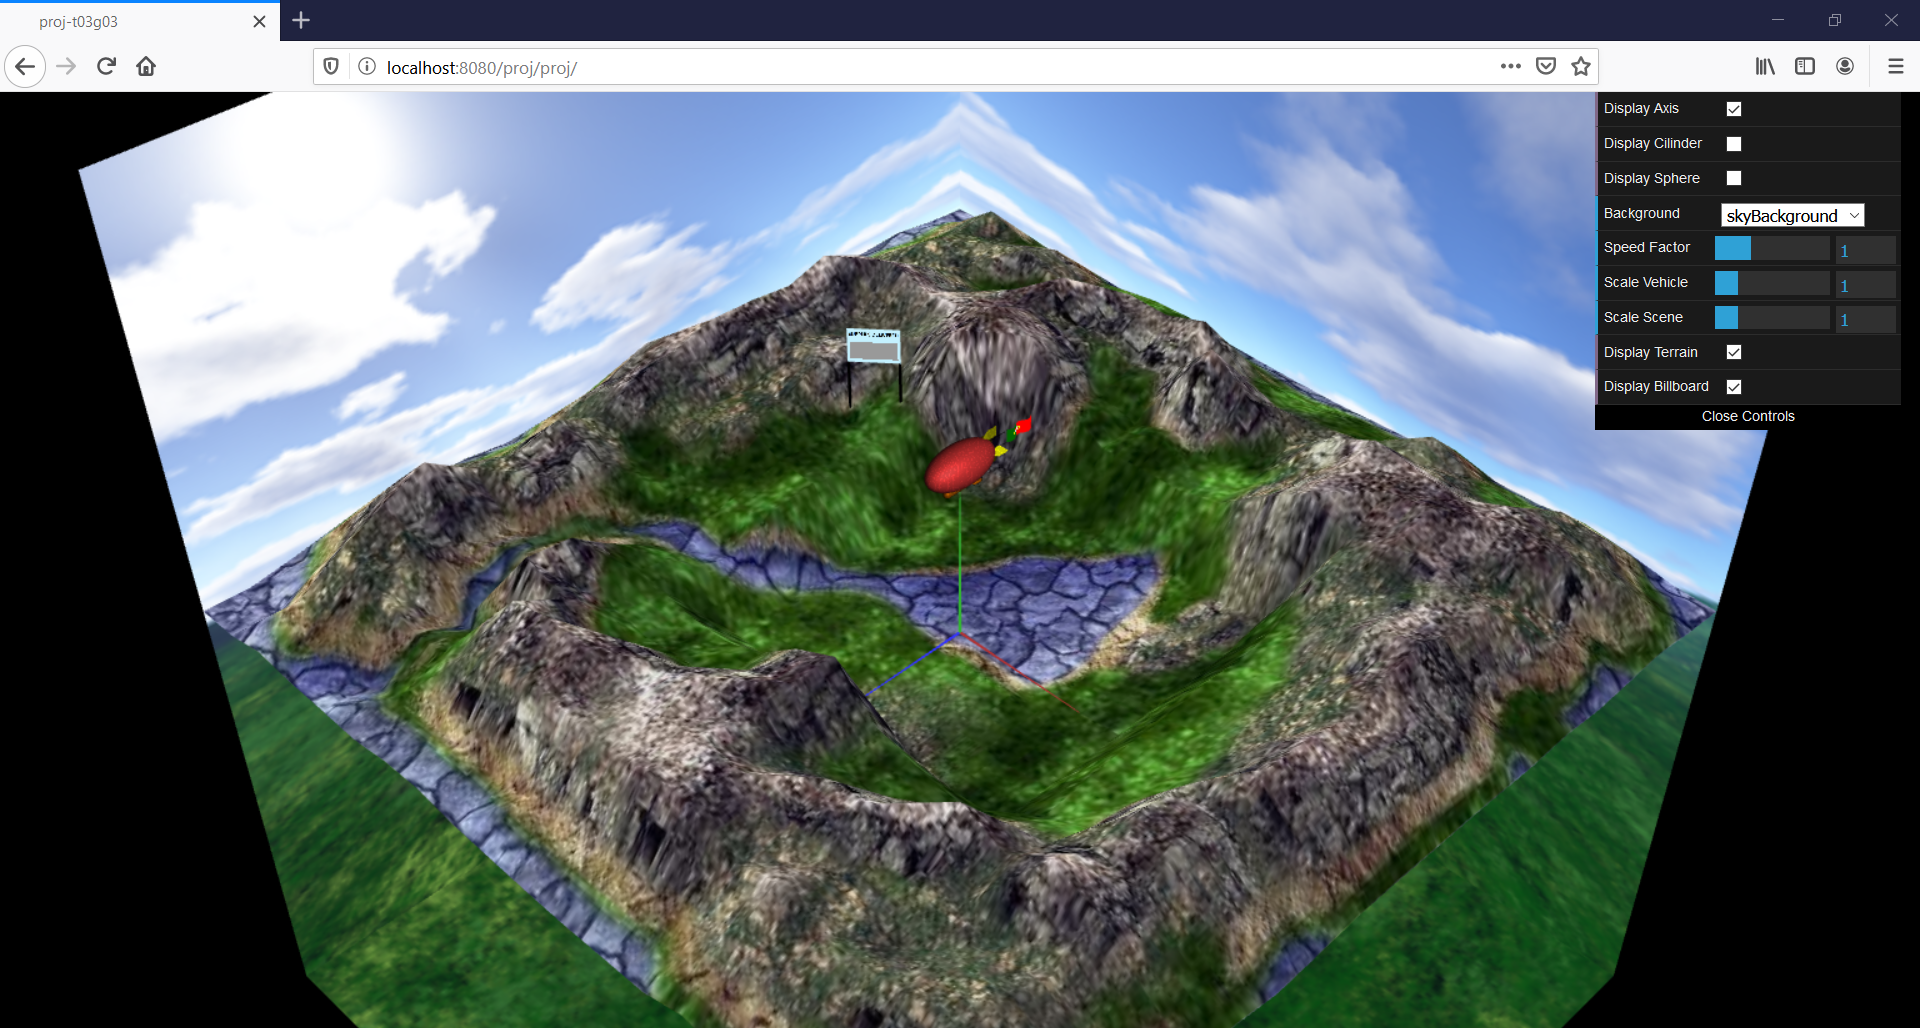 proj-t03g03
localhost:8080/proj/proj/
Display Axis
Display Cilinder
Display Sphere
Background skyBackground
Speed Factor 1
Scale Vehicle 1
Scale Scene 1
Display Terrain
Display Billboard
Close Controls